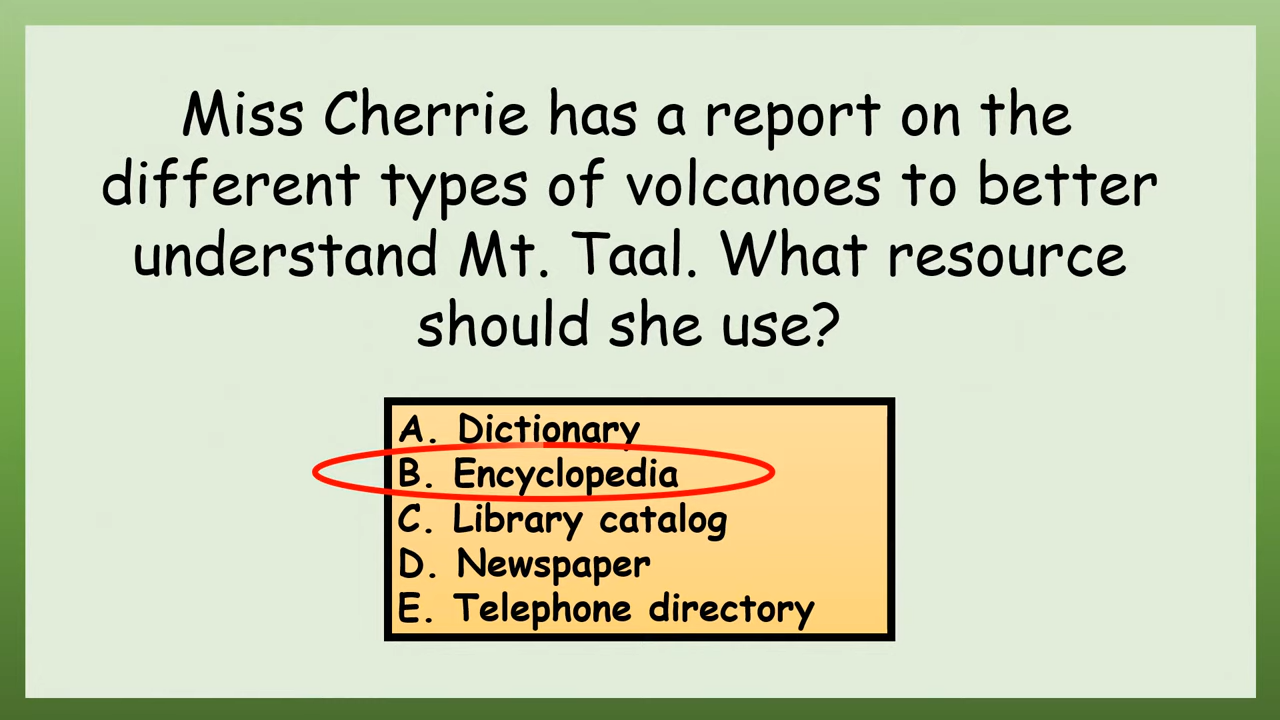 Miss Cherrie has a report on the
different types of volcanoes to better
understand Mt. Taal. What resource
should she use?
A. Dictionary
B. Encyclopedia
C. Library catalog
D. Newspaper
E. Telephone directory